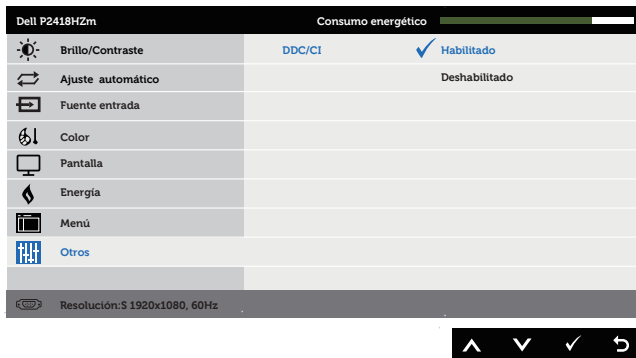 Dell P2418HZm Consumo energético
Brillo/Contraste DDC/CI Habilitado
Ajuste automático Deshabilitado
Fuente entrada
Color
Pantalla
Energía
Menú
Otros
Resolución:S 1920x1080, 60Hz